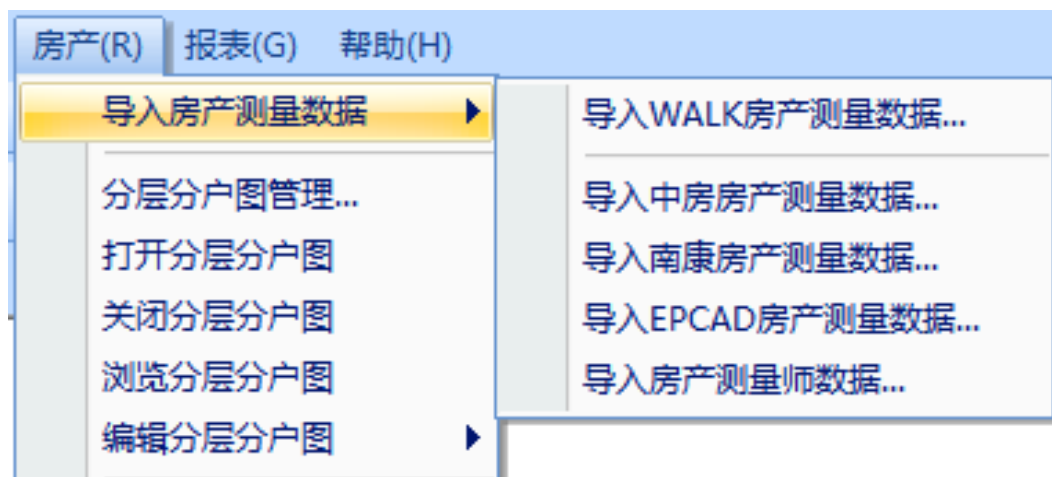 房产(R) 报表(G) 帮助(H)
导入房产测量数据
分层分户图管理...
打开分层分户图
关闭分层分户图
浏览分层分户图
编辑分层分户图
导入WALK房产测量数据...
导入中房房产测量数据...
导入南康房产测量数据...
导入EPCAD房产测量数据...
导入房产测量师数据...